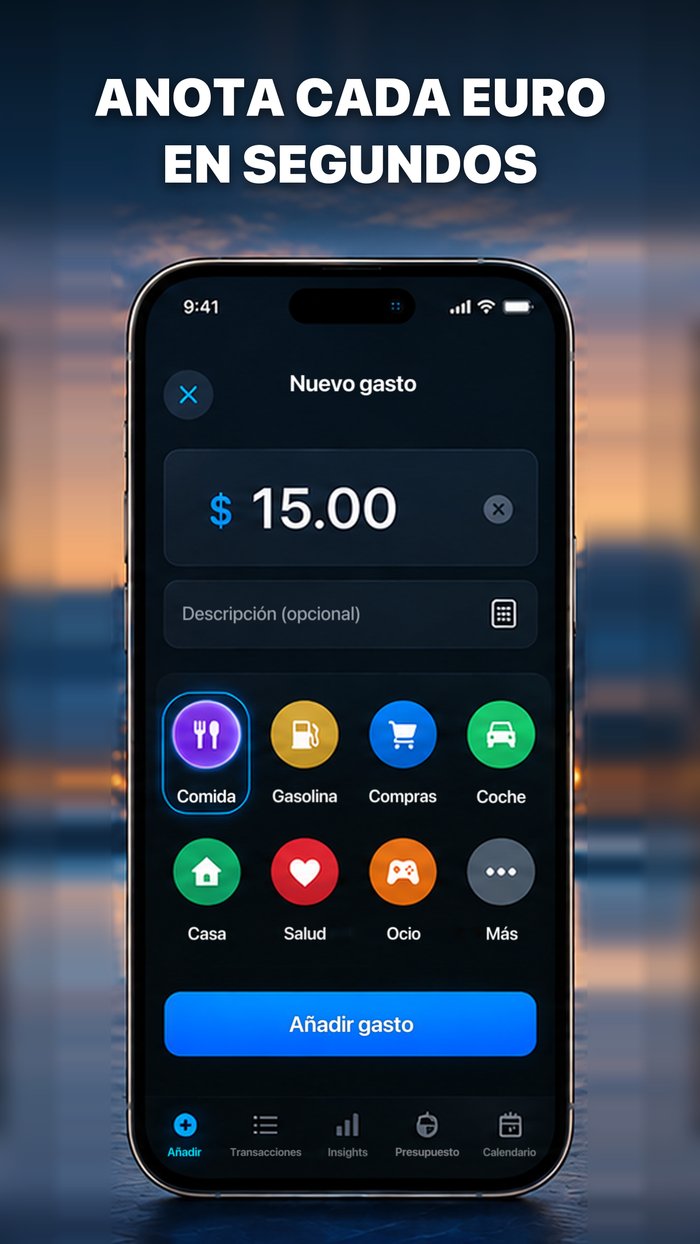 ANOTA CADA EURO
EN SEGUNDOS
9:41
Nuevo gasto
$ 15.00
Descripción (opcional)
Comida Gasolina Compras Coche
Casa Salud Ocio Más
Añadir gasto
Añadir Transacciones Insights Presupuesto Calendario